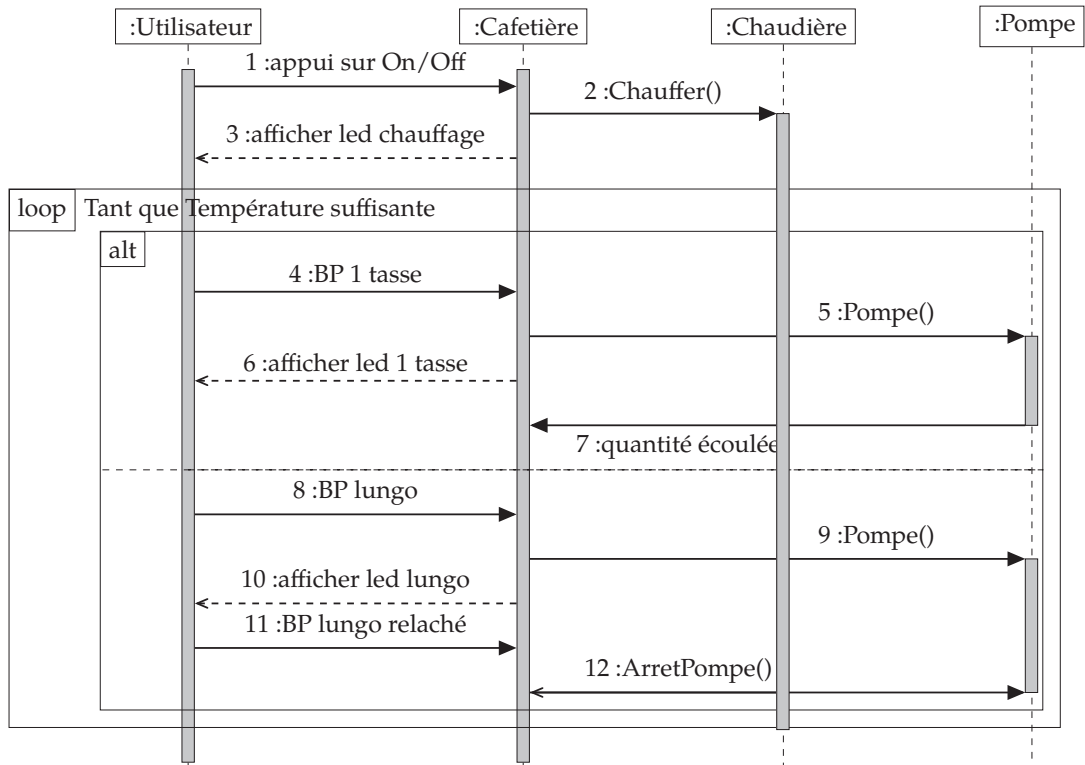 :Utilisateur
:Cafetière
:Chaudière
:Pompe
1 :appui sur On/Off
2 :Chauffer()
3 :afficher led chauffage
loop Tant que Température suffisante
alt
4 :BP 1 tasse
5 :Pompe()
6 :afficher led 1 tasse
7 :quantité écoulée
8 :BP lungo
9 :Pompe()
10 :afficher led lungo
11 :BP lungo relaché
12 :ArretPompe()